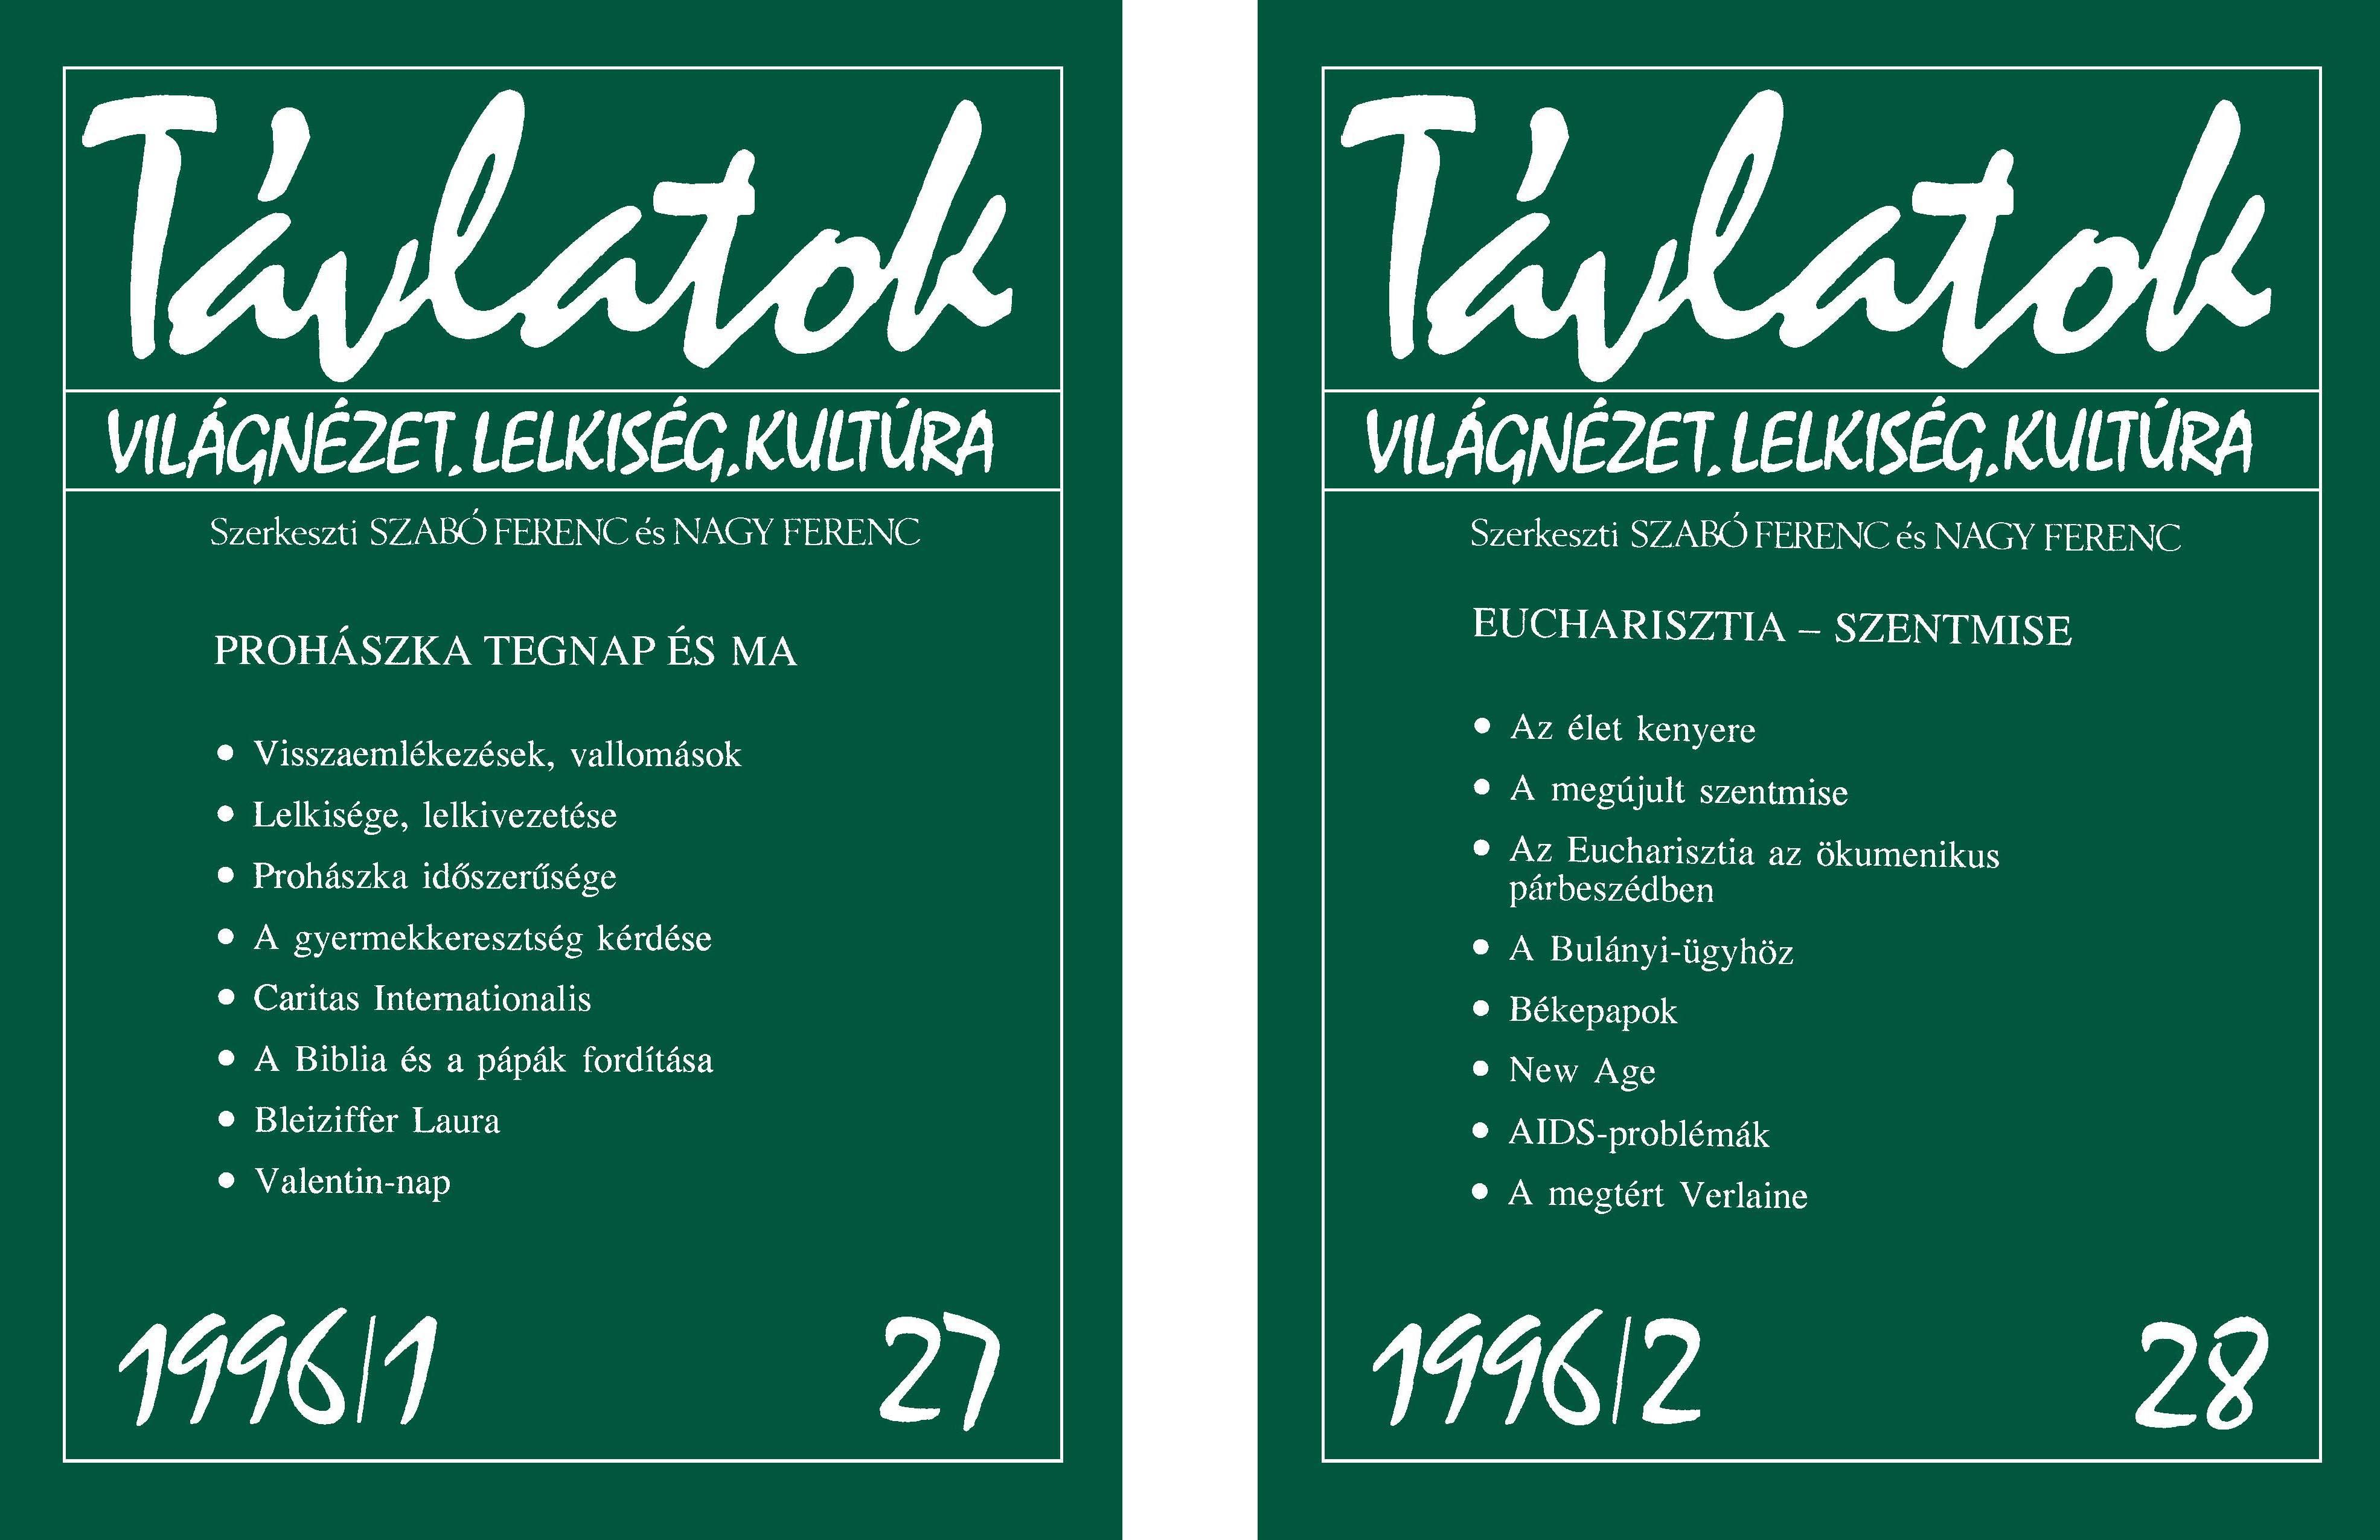 Távlatok
VILÁGNÉZET.LELKISÉG.KULTÚRA
Szerkeszti SZABÓ FERENC és NAGY FERENC
PROHÁSZKA TEGNAP ÉS MA
• Visszaemlékezések, vallomások
• Lelkisége, lelkivezetése
• Prohászka időszerűsége
• A gyermekkeresztség kérdése
• Caritas Internationalis
• A Biblia és a pápák fordítása
• Bleiziffer Laura
• Valentin-nap
1996/1 27
Távlatok
VILÁGNÉZET.LELKISÉG.KULTÚRA
Szerkeszti SZABÓ FERENC és NAGY FERENC
EUCHARISZTIA – SZENTMISE
• Az élet kenyere
• A megújult szentmise
• Az Eucharisztia az ökumenikus
párbeszédben
• A Bulányi-ügyhöz
• Békepapok
• New Age
• AIDS-problémák
• A megtért Verlaine
1996/2 28